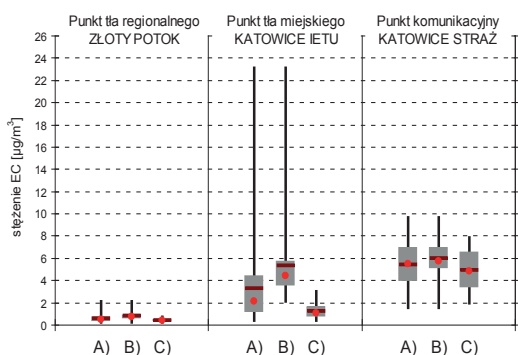 Punkt tła regionalnego
ZŁOTY POTOK
Punkt tła miejskiego
KATOWICE IETU
Punkt komunikacyjny
KATOWICE STRAŻ
stężenie EC [µg/m³]
26
24
22
20
18
16
14
12
10
8
6
4
2
0
A) B) C)
A) B) C)
A) B) C)